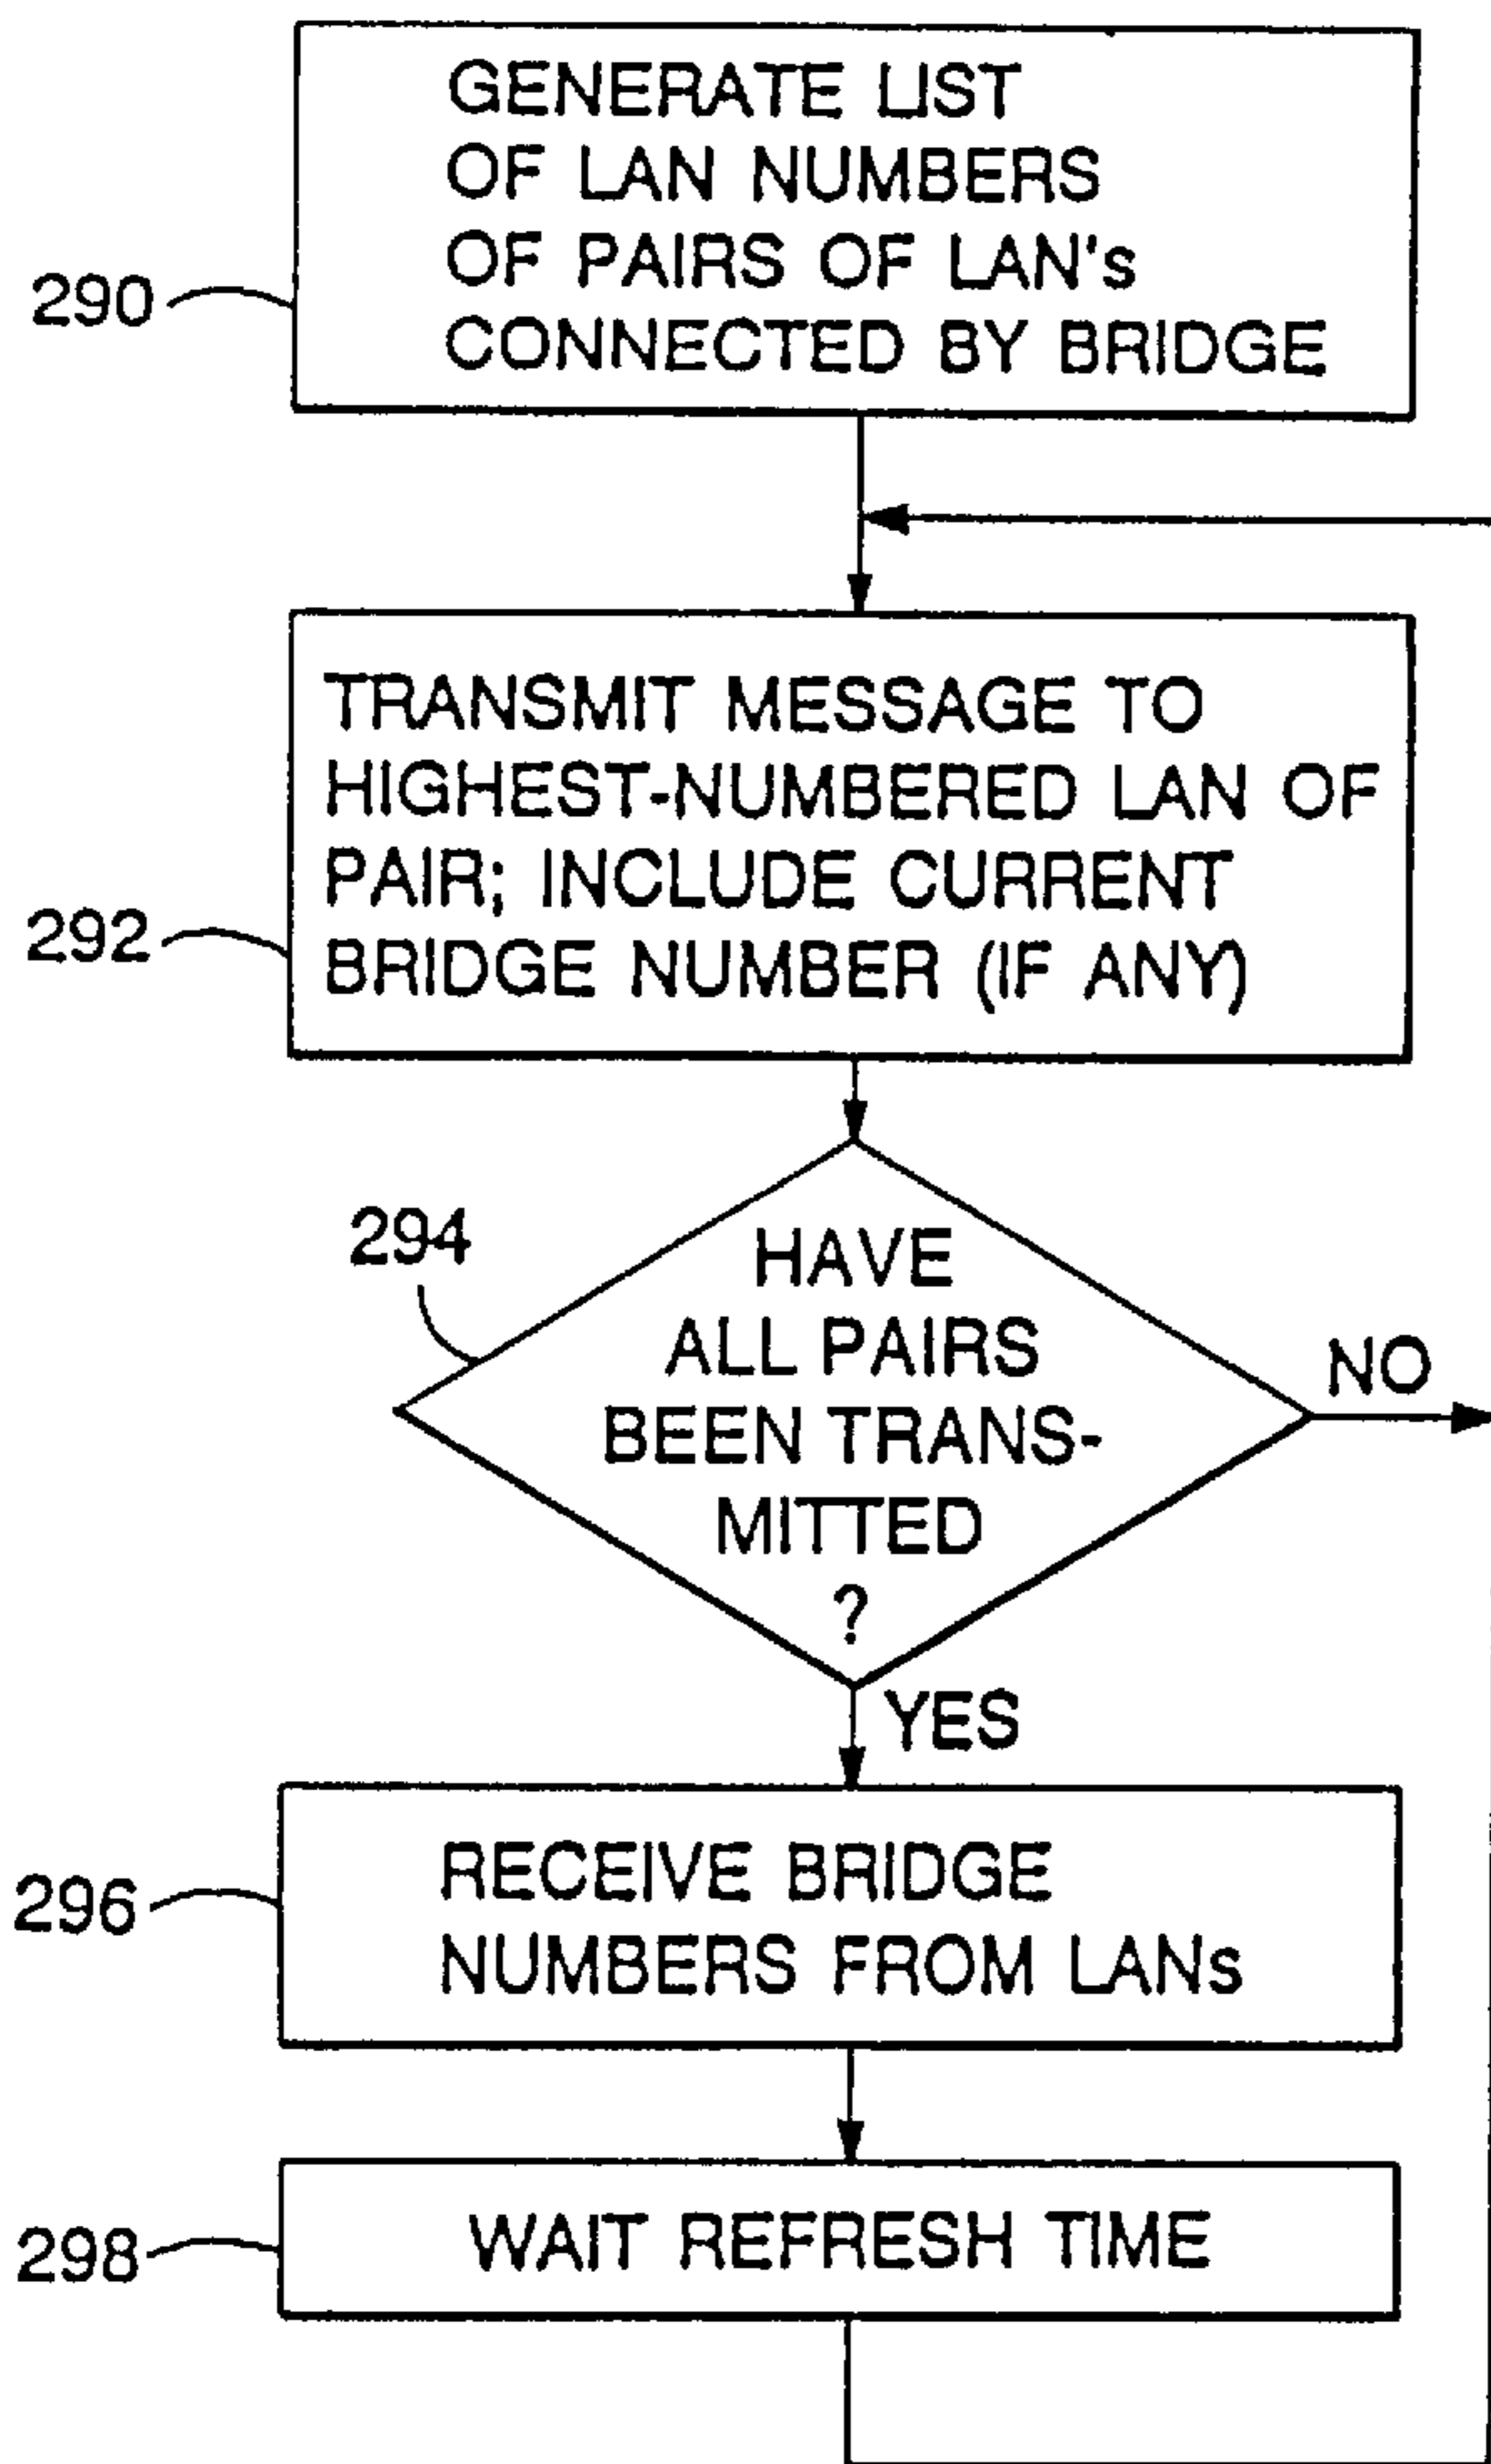 GENERATE LIST
OF LAN NUMBERS
OF PAIRS OF LAN's
CONNECTED BY BRIDGE
290
TRANSMIT MESSAGE TO
HIGHEST-NUMBERED LAN OF
PAIR; INCLUDE CURRENT
BRIDGE NUMBER (IF ANY)
292
294
HAVE
ALL PAIRS
BEEN TRANS-
MITTED
?
NO
YES
RECEIVE BRIDGE
NUMBERS FROM LANs
296
WAIT REFRESH TIME
298